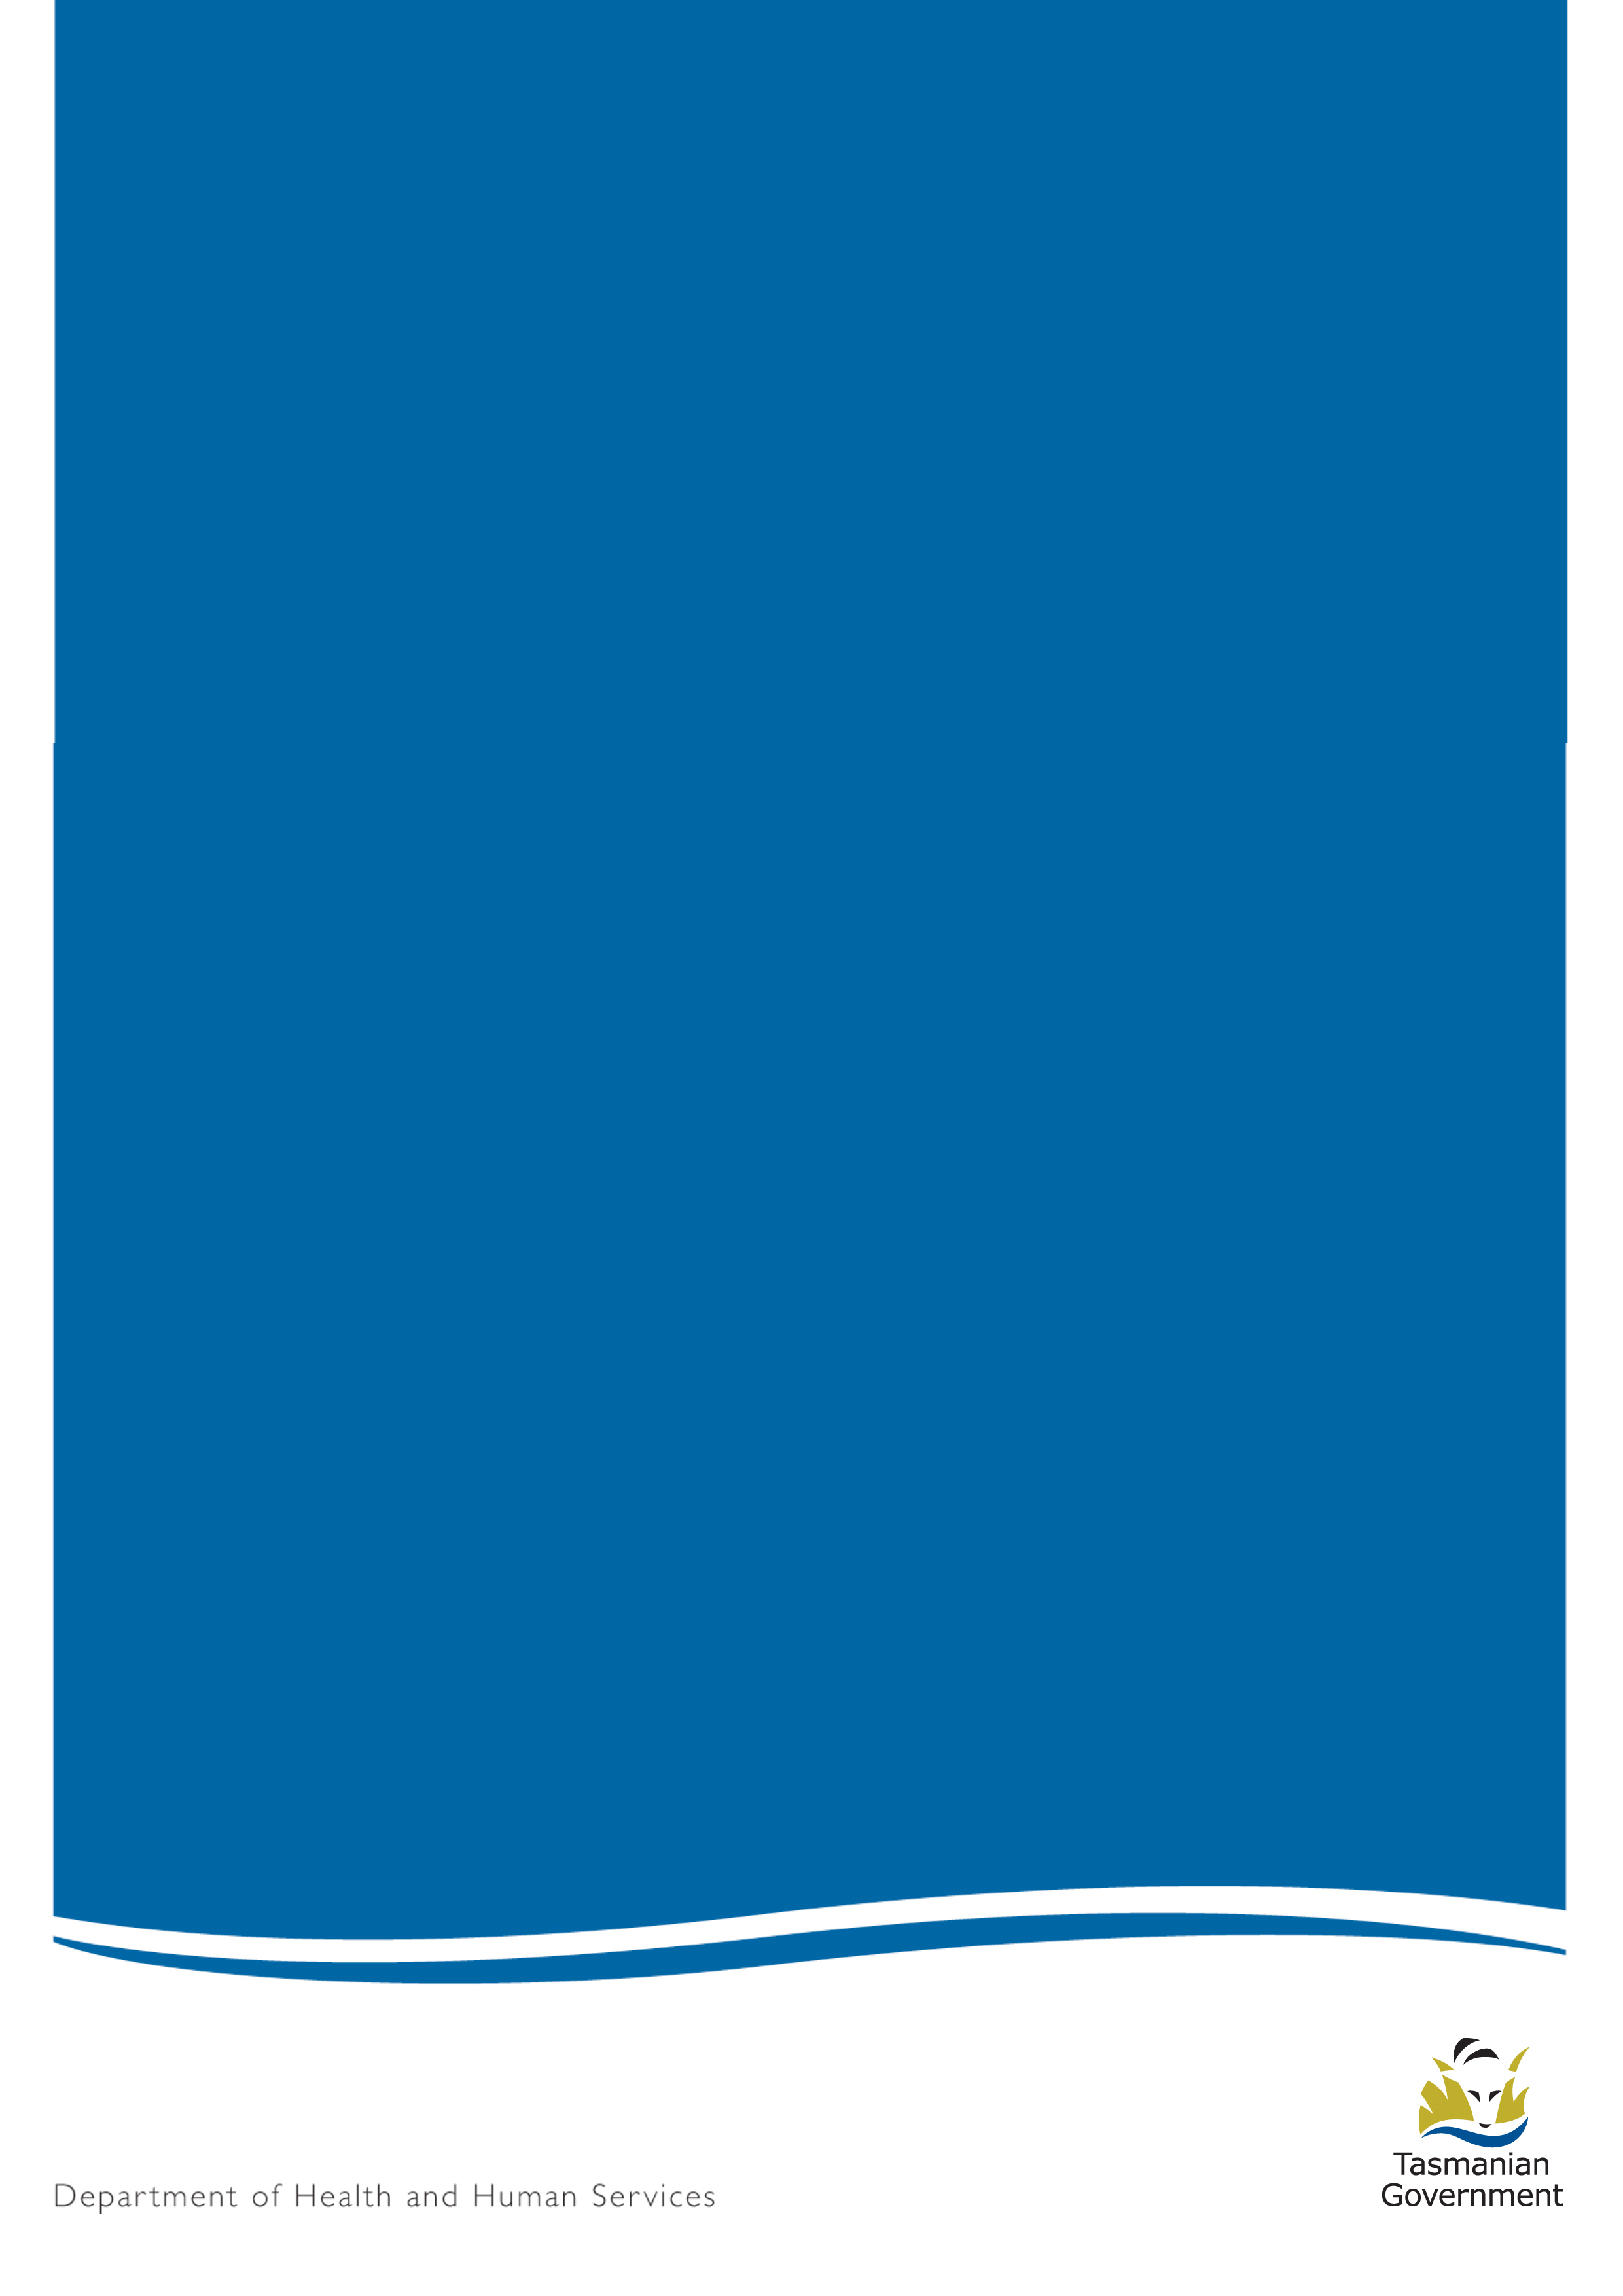 Department of Health and Human Services
Tasmanian
Government